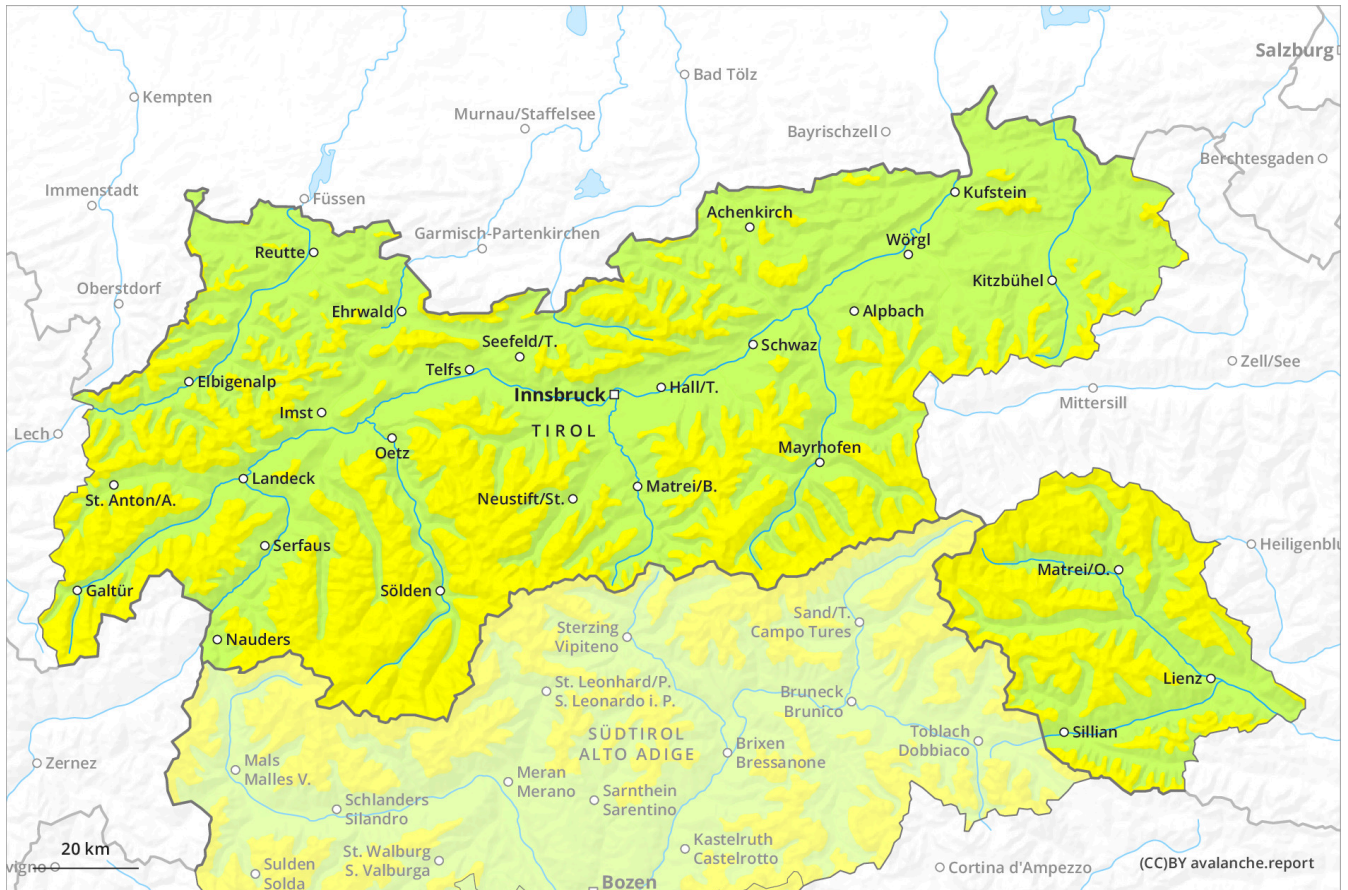 Salzburg
Bad Tölz
Kempten
Murnau/Staffelsee
Bayrischzell
Berchtesgaden
Immenstadt
Füssen
Kufstein
Achenkirch
Garmisch-Partenkirchen
Wörgl
Reutte
Kitzbühel
Oberstdorf
Ehrwald
Alpbach
Seefeld/T.
Schwaz
Zell/See
Telfs
Elbigenalp
Hall/T.
Innsbruck
Mittersill
Imst
TIROL
Lech
Mayrhofen
Oetz
Landeck
Matrei/B.
St. Anton/A.
Neustift/St.
Serfaus
Heiligenblu
Matrei/O.
Galtür
Sölden
Sand/T.
Campo Tures
Sterzing
Vipiteno
Nauders
Lienz
St. Leonhard/P.
S. Leonardo i. P.
Bruneck
Brunico
SÜDTIROL
ALTO ADIGE
Toblach
Dobbiaco
Sillian
Brixen
Bressanone
Zernez
Mals
Malles V.
Meran
Merano
Sarnthein
Sarentino
Schlanders
Silandro
Kastelruth
Castelrotto
20 km
St. Walburg
S. Valburga
vigno
Sulden
Solda
Cortina d'Ampezzo
(CC)BY avalanche.report
Bozen